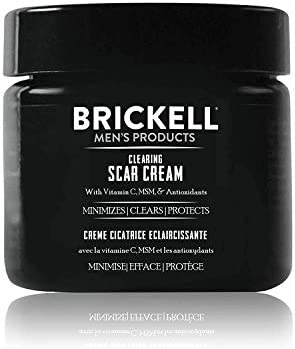 BRICKELL®
MEN'S PRODUCTS
CLEARING
SCAR CREAM
With Vitamin C, MSM, & Antioxidants
MINIMIZES | CLEARS | PROTECTS
CREME CICATRICE ECLAIRCISSANTE
avec la vitamine C, MSM et les antioxydants
MINIMISE | EFFACE | PROTÈGE